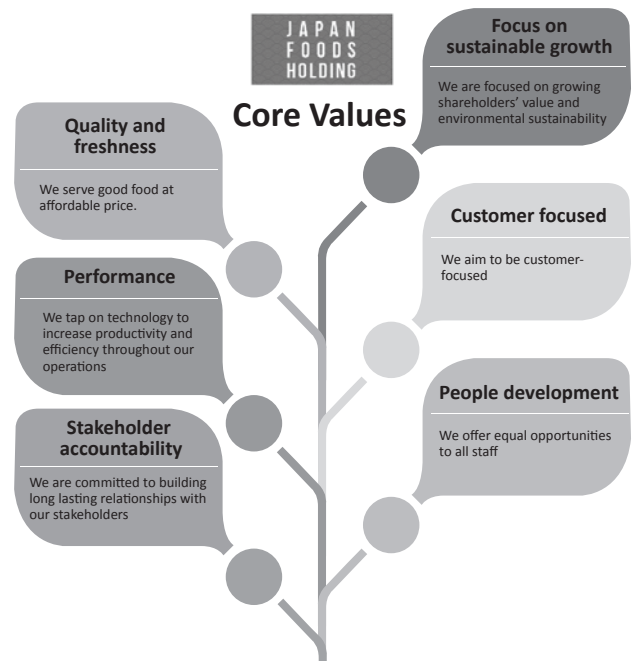 JAPAN
FOODS
HOLDING
Core Values
Focus on
sustainable growth
We are focused on growing
shareholders' value and
environmental sustainability
Quality and
freshness
We serve good food at
affordable price.
Customer focused
We aim to be customer-
focused
Performance
We tap on technology to
increase productivity and
efficiency throughout our
operations
People development
We offer equal opportunities
to all staff
Stakeholder
accountability
We are committed to building
long lasting relationships with
our stakeholders